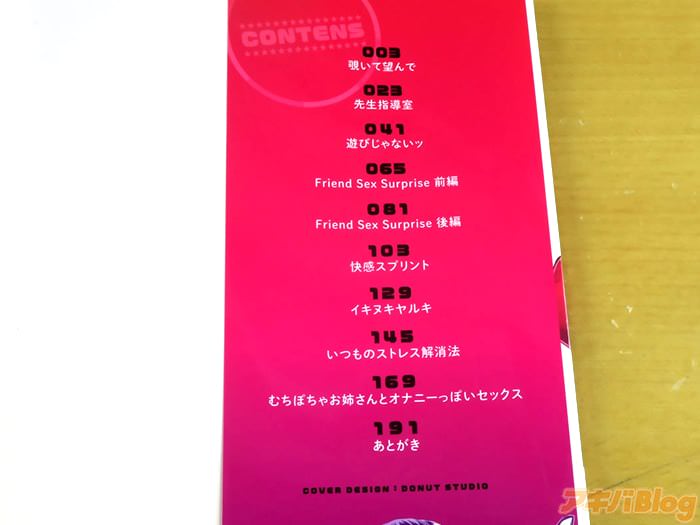 CONTENS
003
覗いて望んで
023
先生指導室
041
遊びじゃないッ
065
Friend Sex Surprise 前編
081
Friend Sex Surprise 後編
103
快感スプリント
129
イキヌキヤルキ
145
いつものストレス解消法
169
むちぽちゃお姉さんとオナニーっぽいセックス
191
あとがき
COVER DESIGN : DONUT STUDIO
アキバBlog